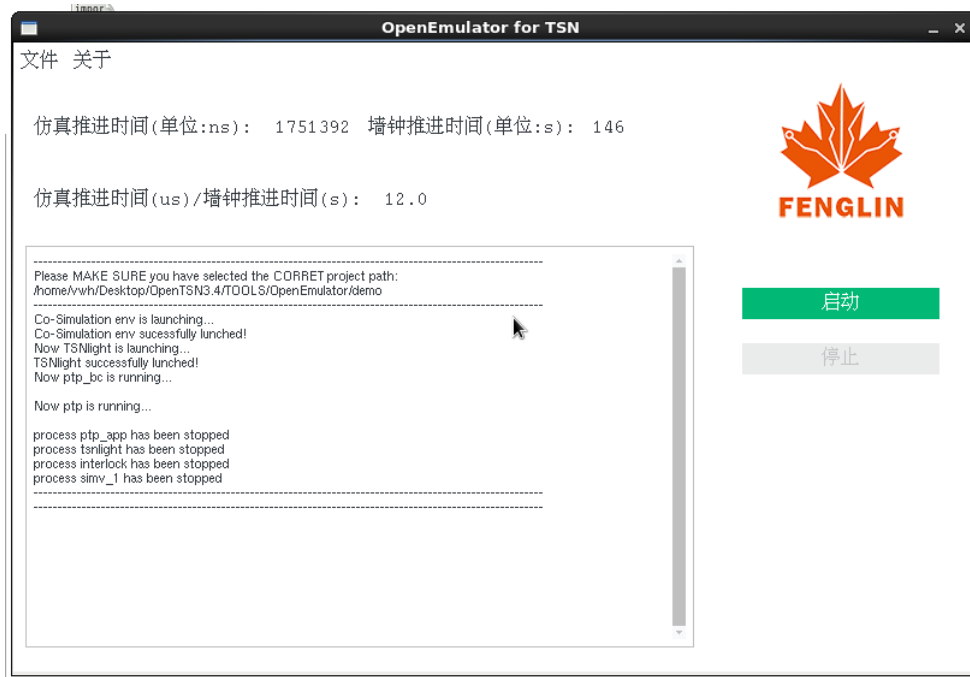 impor
OpenEmulator for TSN
文件 关于
仿真推进时间(单位:ns): 1751392 墙钟推进时间(单位:s): 146
仿真推进时间(us)/墙钟推进时间(s): 12.0
FENGLIN
Please MAKE SURE you have selected the CORRET project path:
/home/vwh/Desktop/OpenTSN3.4/TOOLS/OpenEmulator/demo
Co-Simulation env is launching...
Co-Simulation env sucessfully lunched!
Now TSNlight is launching...
TSNlight successfully lunched!
Now ptp_bc is running...
Now ptp is running...
process ptp_app has been stopped
process tsnlight has been stopped
process interlock has been stopped
process simv_1 has been stopped
启动
停止